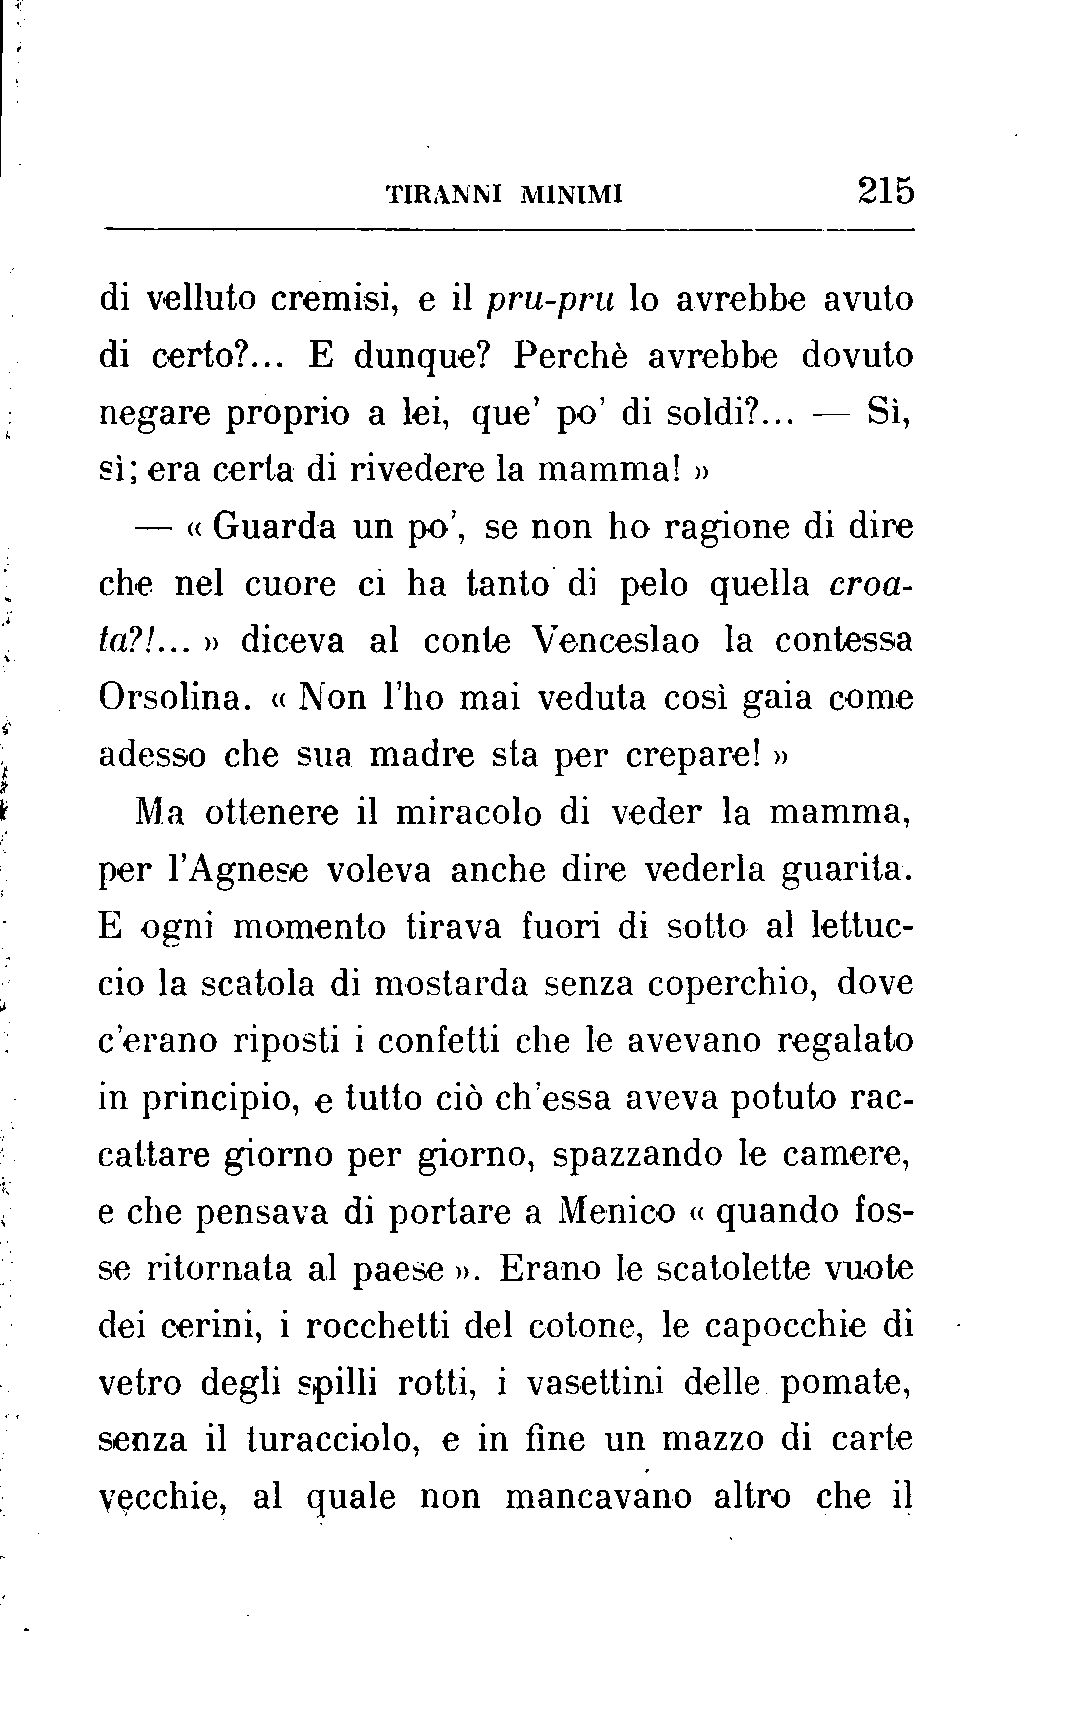 TIRANNI MINIMI 215
di velluto cremisi, e il pru-pru lo avrebbe avuto
di certo?... E dunque? Perchè avrebbe dovuto
negare proprio a lei, que' po' di soldi?... — Sì,
sì; era certa di rivedere la mamma! »
— « Guarda un po', se non ho ragione di dire
che nel cuore ci ha tanto di pelo quella croa-
ta?!... » diceva al conte Venceslao la contessa
Orsolina. « Non l'ho mai veduta così gaia come
adesso che sua madre sta per crepare! »
Ma ottenere il miracolo di veder la mamma,
per l'Agnese voleva anche dire vederla guarita.
E ogni momento tirava fuori di sotto al lettuc-
cio la scatola di mostarda senza coperchio, dove
c'erano riposti i confetti che le avevano regalato
in principio, e tutto ciò ch'essa aveva potuto rac-
cattare giorno per giorno, spazzando le camere,
e che pensava di portare a Menico « quando fos-
se ritornata al paese ». Erano le scatolette vuote
dei cerini, i rocchetti del cotone, le capocchie di
vetro degli spilli rotti, i vasettini delle pomate,
senza il turacciolo, e in fine un mazzo di carte
vecchie, al quale non mancavano altro che il